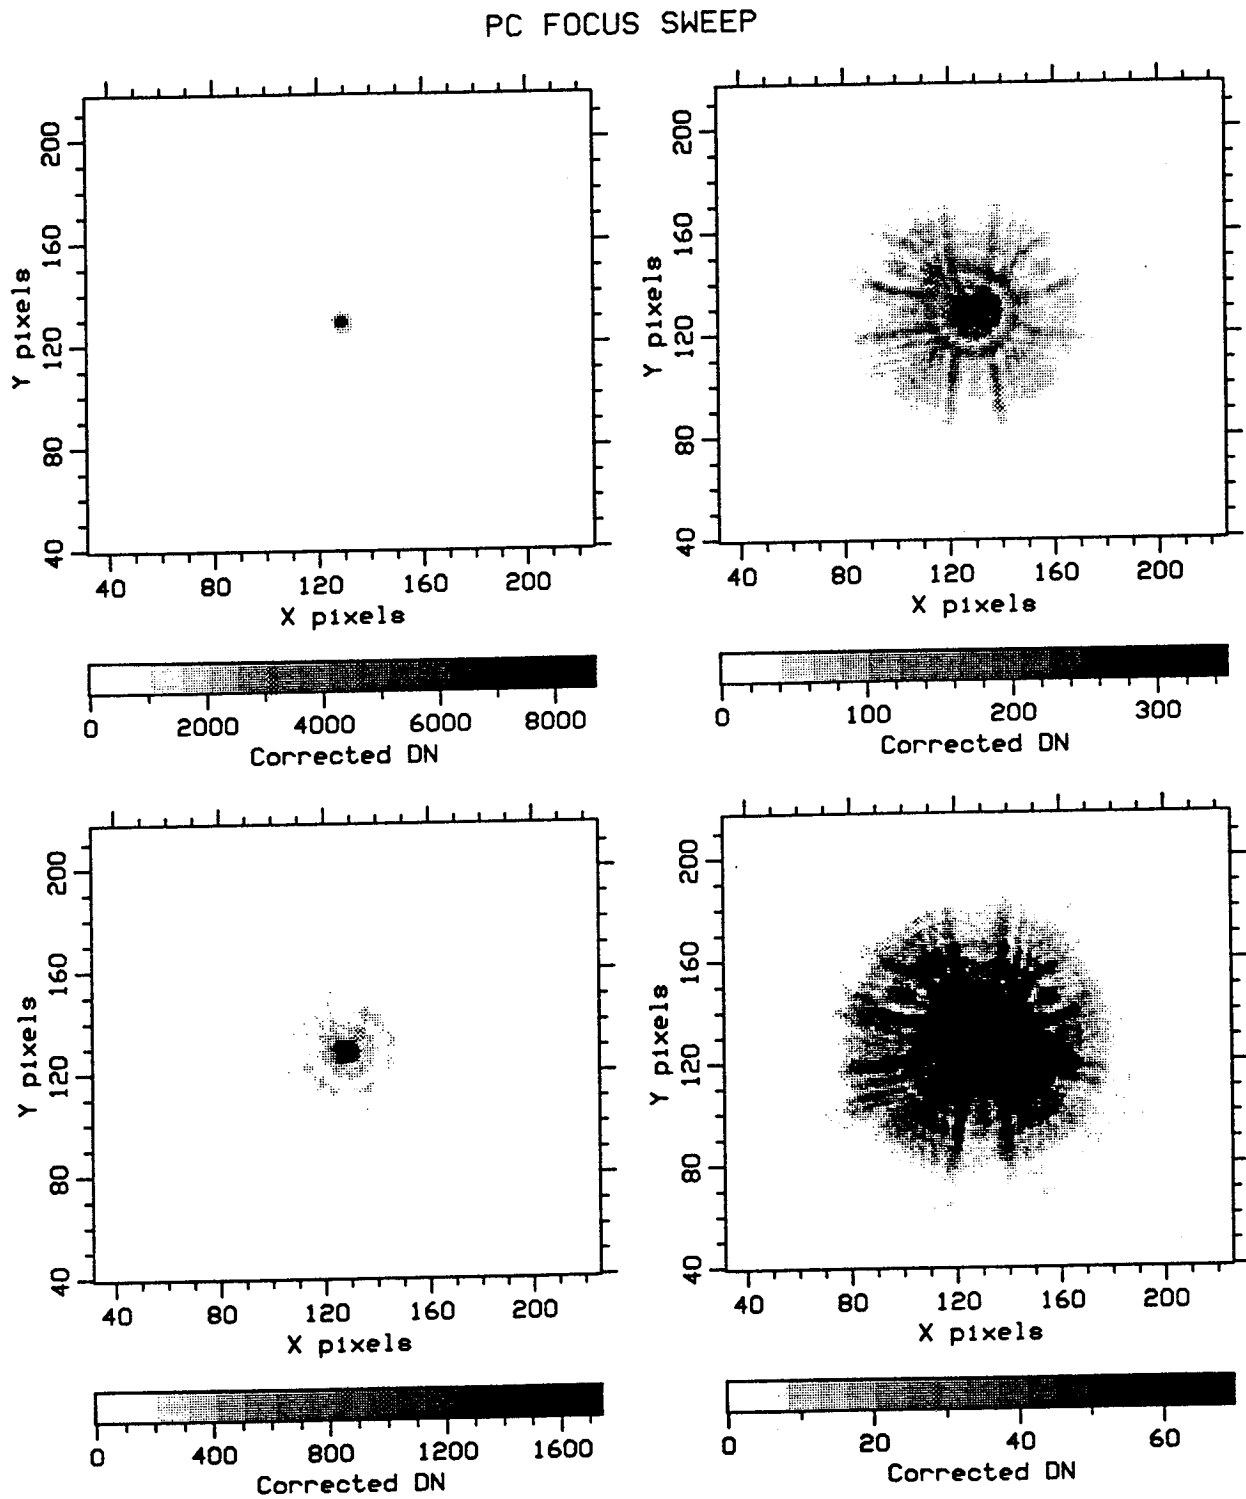 PC FOCUS SWEEP
200
160
120
80
40
Y pixels
40 80 120 160 200
X pixels
0 2000 4000 6000 8000
Corrected DN
200
160
120
80
40
Y pixels
40 80 120 160 200
X pixels
0 100 200 300
Corrected DN
200
160
120
80
40
Y pixels
40 80 120 160 200
X pixels
0 400 800 1200 1600
Corrected DN
200
160
120
80
40
Y pixels
40 80 120 160 200
X pixels
0 20 40 60
Corrected DN